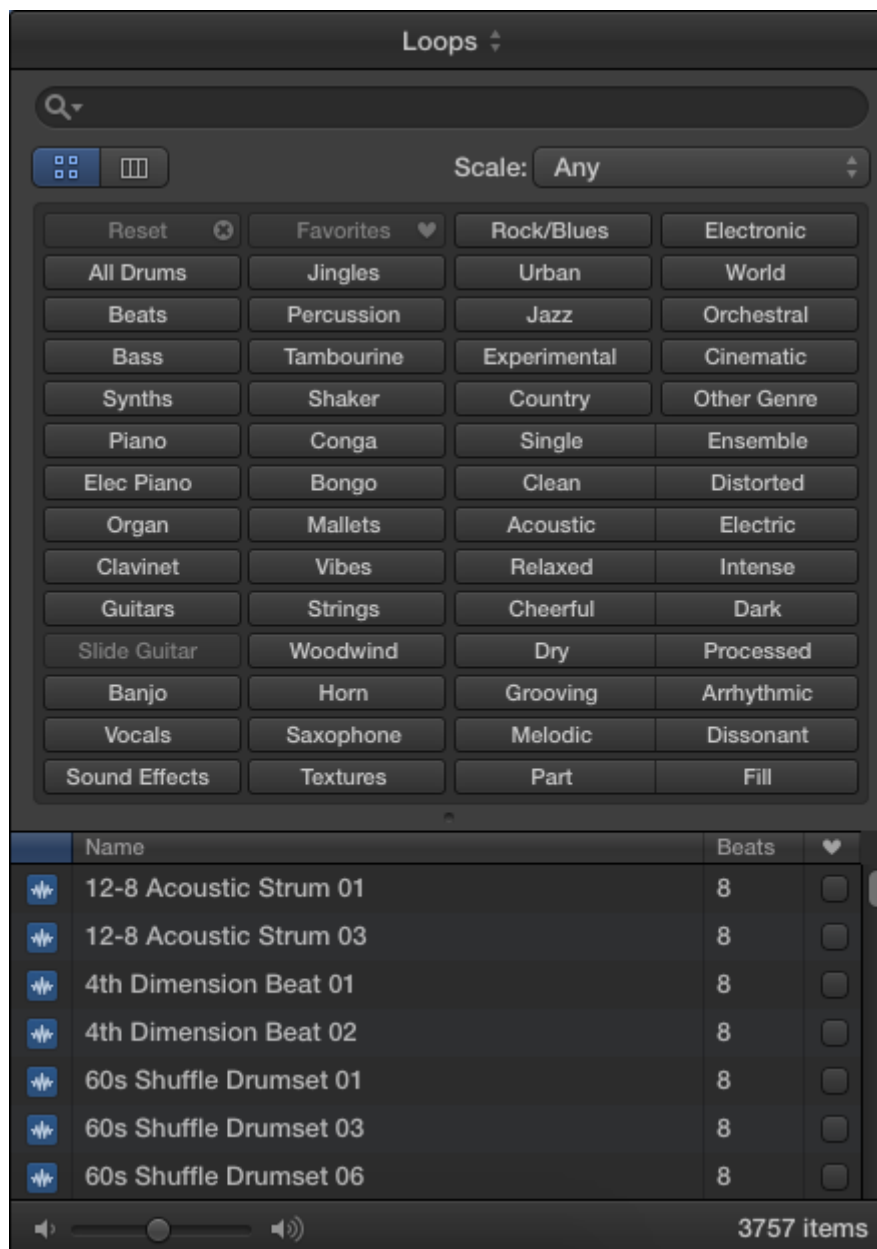 Loops
Scale: Any
Reset Favorites Rock/Blues Electronic
All Drums Jingles Urban World
Beats Percussion Jazz Orchestral
Bass Tambourine Experimental Cinematic
Synths Shaker Country Other Genre
Piano Conga Single Ensemble
Elec Piano Bongo Clean Distorted
Organ Mallets Acoustic Electric
Clavinet Vibes Relaxed Intense
Guitars Strings Cheerful Dark
Slide Guitar Woodwind Dry Processed
Banjo Horn Grooving Arrhythmic
Vocals Saxophone Melodic Dissonant
Sound Effects Textures Part Fill
Name Beats
12-8 Acoustic Strum 01 8
12-8 Acoustic Strum 03 8
4th Dimension Beat 01 8
4th Dimension Beat 02 8
60s Shuffle Drumset 01 8
60s Shuffle Drumset 03 8
60s Shuffle Drumset 06 8
3757 items